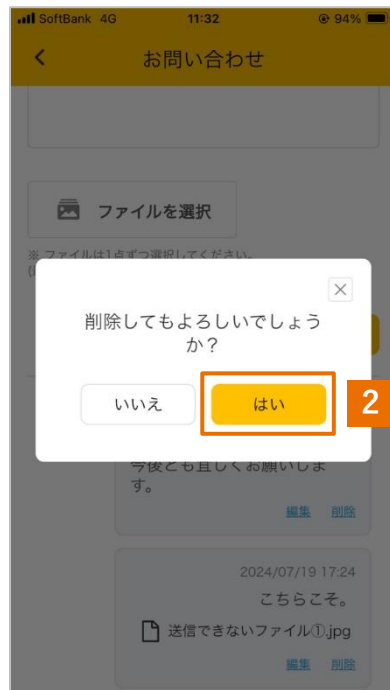 SoftBank 4G 11:32 94%
お問い合わせ
ファイルを選択
※ ファイルは1点ずつ選択してください。
削除してもよろしいでしょう
か？
いいえ はい 2
今後とも宜しくお願いしま
す。
編集 削除
2024/07/19 17:24
こちらこそ。
送信できないファイル①.jpg
編集 削除